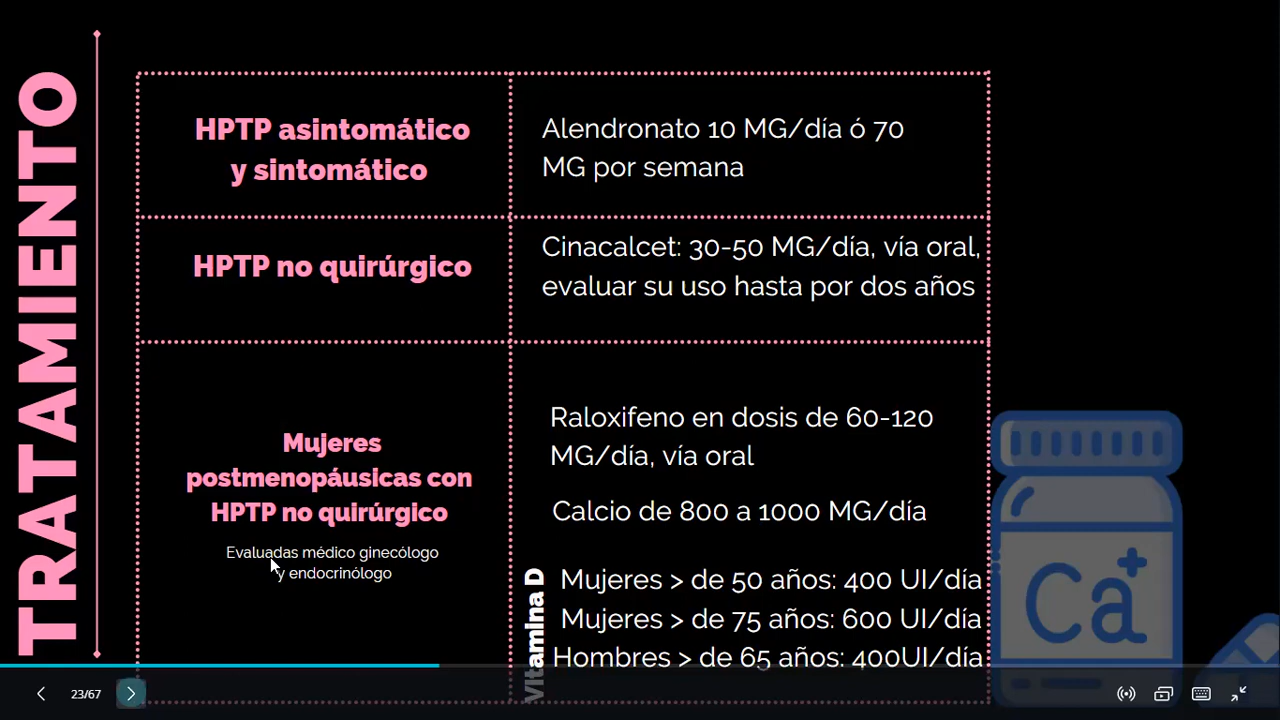 TRATAMIENTO
HPTP asintomático
y sintomático
Alendronato 10 MG/día ó 70
MG por semana
HPTP no quirúrgico
Cinacalcet: 30-50 MG/día, vía oral,
evaluar su uso hasta por dos años
Mujeres
postmenopáusicas con
HPTP no quirúrgico
Evaluadas médico ginecólogo
y endocrinólogo
Raloxifeno en dosis de 60-120
MG/día, vía oral
Calcio de 800 a 1000 MG/día
Vitamina D
Mujeres > de 50 años: 400 UI/día
Mujeres > de 75 años: 600 UI/día
Hombres > de 65 años: 400UI/día
Ca+
23/67